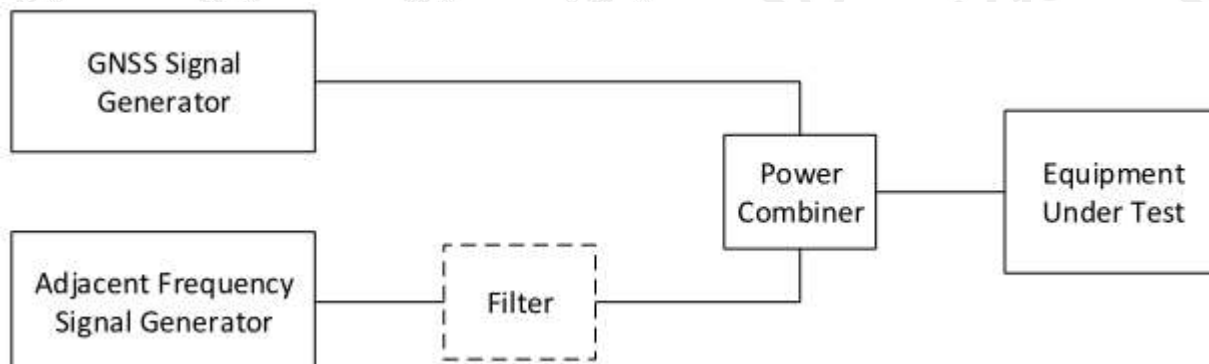 GNSS Signal
Generator
Power
Combiner
Equipment
Under Test
Adjacent Frequency
Signal Generator
Filter